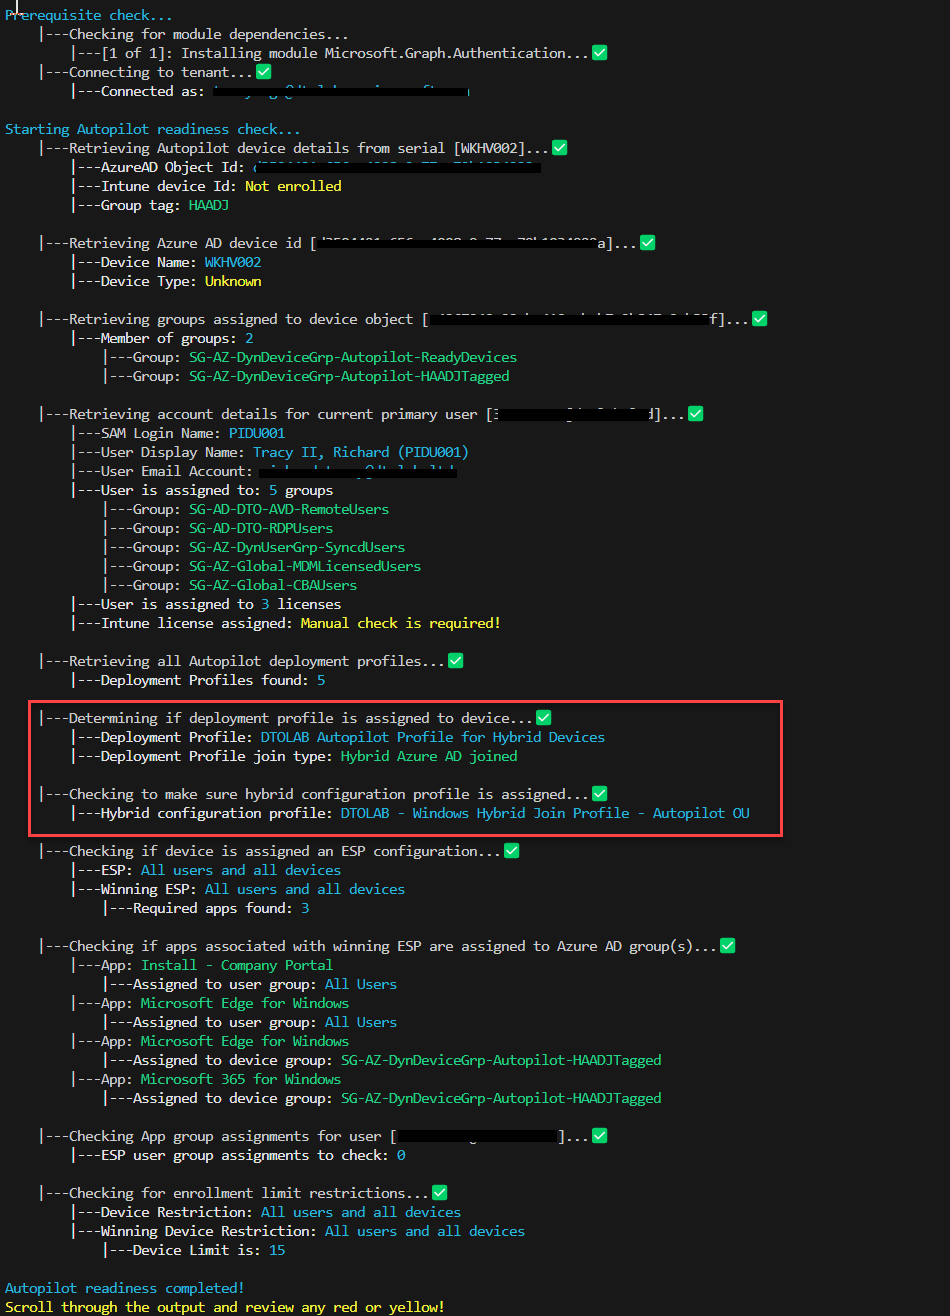 Prerequisite check...
|---Checking for module dependencies...
|---[1 of 1]: Installing module Microsoft.Graph.Authentication...
|---Connecting to tenant...
|---Connected as:
Starting Autopilot readiness check...
|---Retrieving Autopilot device details from serial [WKHV002]...
|---AzureAD Object Id:
|---Intune device Id: Not enrolled
|---Group tag: HAADJ
|---Retrieving Azure AD device id [ ]...
|---Device Name: WKHV002
|---Device Type: Unknown
|---Retrieving groups assigned to device object [ ]...
|---Member of groups: 2
|---Group: SG-AZ-DynDeviceGrp-Autopilot-ReadyDevices
|---Group: SG-AZ-DynDeviceGrp-Autopilot-HAADJTagged
|---Retrieving account details for current primary user [ ]...
|---SAM Login Name: PIDU001
|---User Display Name: Tracy II, Richard (PIDU001)
|---User Email Account:
|---User is assigned to: 5 groups
|---Group: SG-AD-DTO-AVD-RemoteUsers
|---Group: SG-AD-DTO-RDPUsers
|---Group: SG-AZ-DynUserGrp-SyncdUsers
|---Group: SG-AZ-Global-MDMLicensedUsers
|---Group: SG-AZ-Global-CBAUsers
|---User is assigned to 3 licenses
|---Intune license assigned: Manual check is required!
|---Retrieving all Autopilot deployment profiles...
|---Deployment Profiles found: 5
|---Determining if deployment profile is assigned to device...
|---Deployment Profile: DTOLAB Autopilot Profile for Hybrid Devices
|---Deployment Profile join type: Hybrid Azure AD joined
|---Checking to make sure hybrid configuration profile is assigned...
|---Hybrid configuration profile: DTOLAB - Windows Hybrid Join Profile - Autopilot OU
|---Checking if device is assigned an ESP configuration...
|---ESP: All users and all devices
|---Winning ESP: All users and all devices
|---Required apps found: 3
|---Checking if apps associated with winning ESP are assigned to Azure AD group(s)...
|---App: Install - Company Portal
|---Assigned to user group: All Users
|---App: Microsoft Edge for Windows
|---Assigned to user group: All Users
|---App: Microsoft Edge for Windows
|---Assigned to device group: SG-AZ-DynDeviceGrp-Autopilot-HAADJTagged
|---App: Microsoft 365 for Windows
|---Assigned to device group: SG-AZ-DynDeviceGrp-Autopilot-HAADJTagged
|---Checking App group assignments for user [ ]...
|---ESP user group assignments to check: 0
|---Checking for enrollment limit restrictions...
|---Device Restriction: All users and all devices
|---Winning Device Restriction: All users and all devices
|---Device Limit is: 15
Autopilot readiness completed!
Scroll through the output and review any red or yellow!